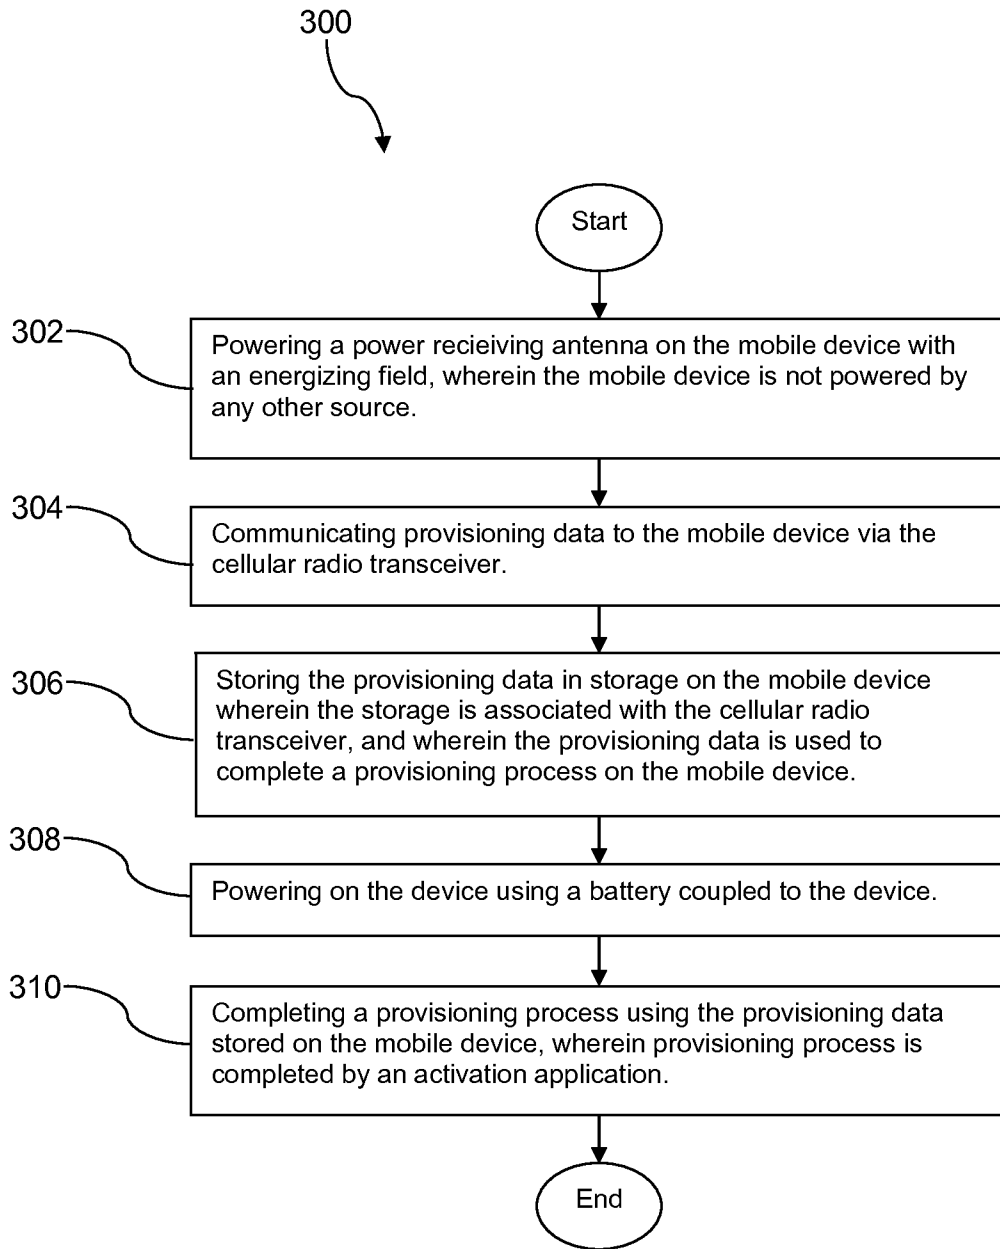 300
Start
302
Powering a power recieiving antenna on the mobile device with
an energizing field, wherein the mobile device is not powered by
any other source.
304
Communicating provisioning data to the mobile device via the
cellular radio transceiver.
306
Storing the provisioning data in storage on the mobile device
wherein the storage is associated with the cellular radio
transceiver, and wherein the provisioning data is used to
complete a provisioning process on the mobile device.
308
Powering on the device using a battery coupled to the device.
310
Completing a provisioning process using the provisioning data
stored on the mobile device, wherein provisioning process is
completed by an activation application.
End